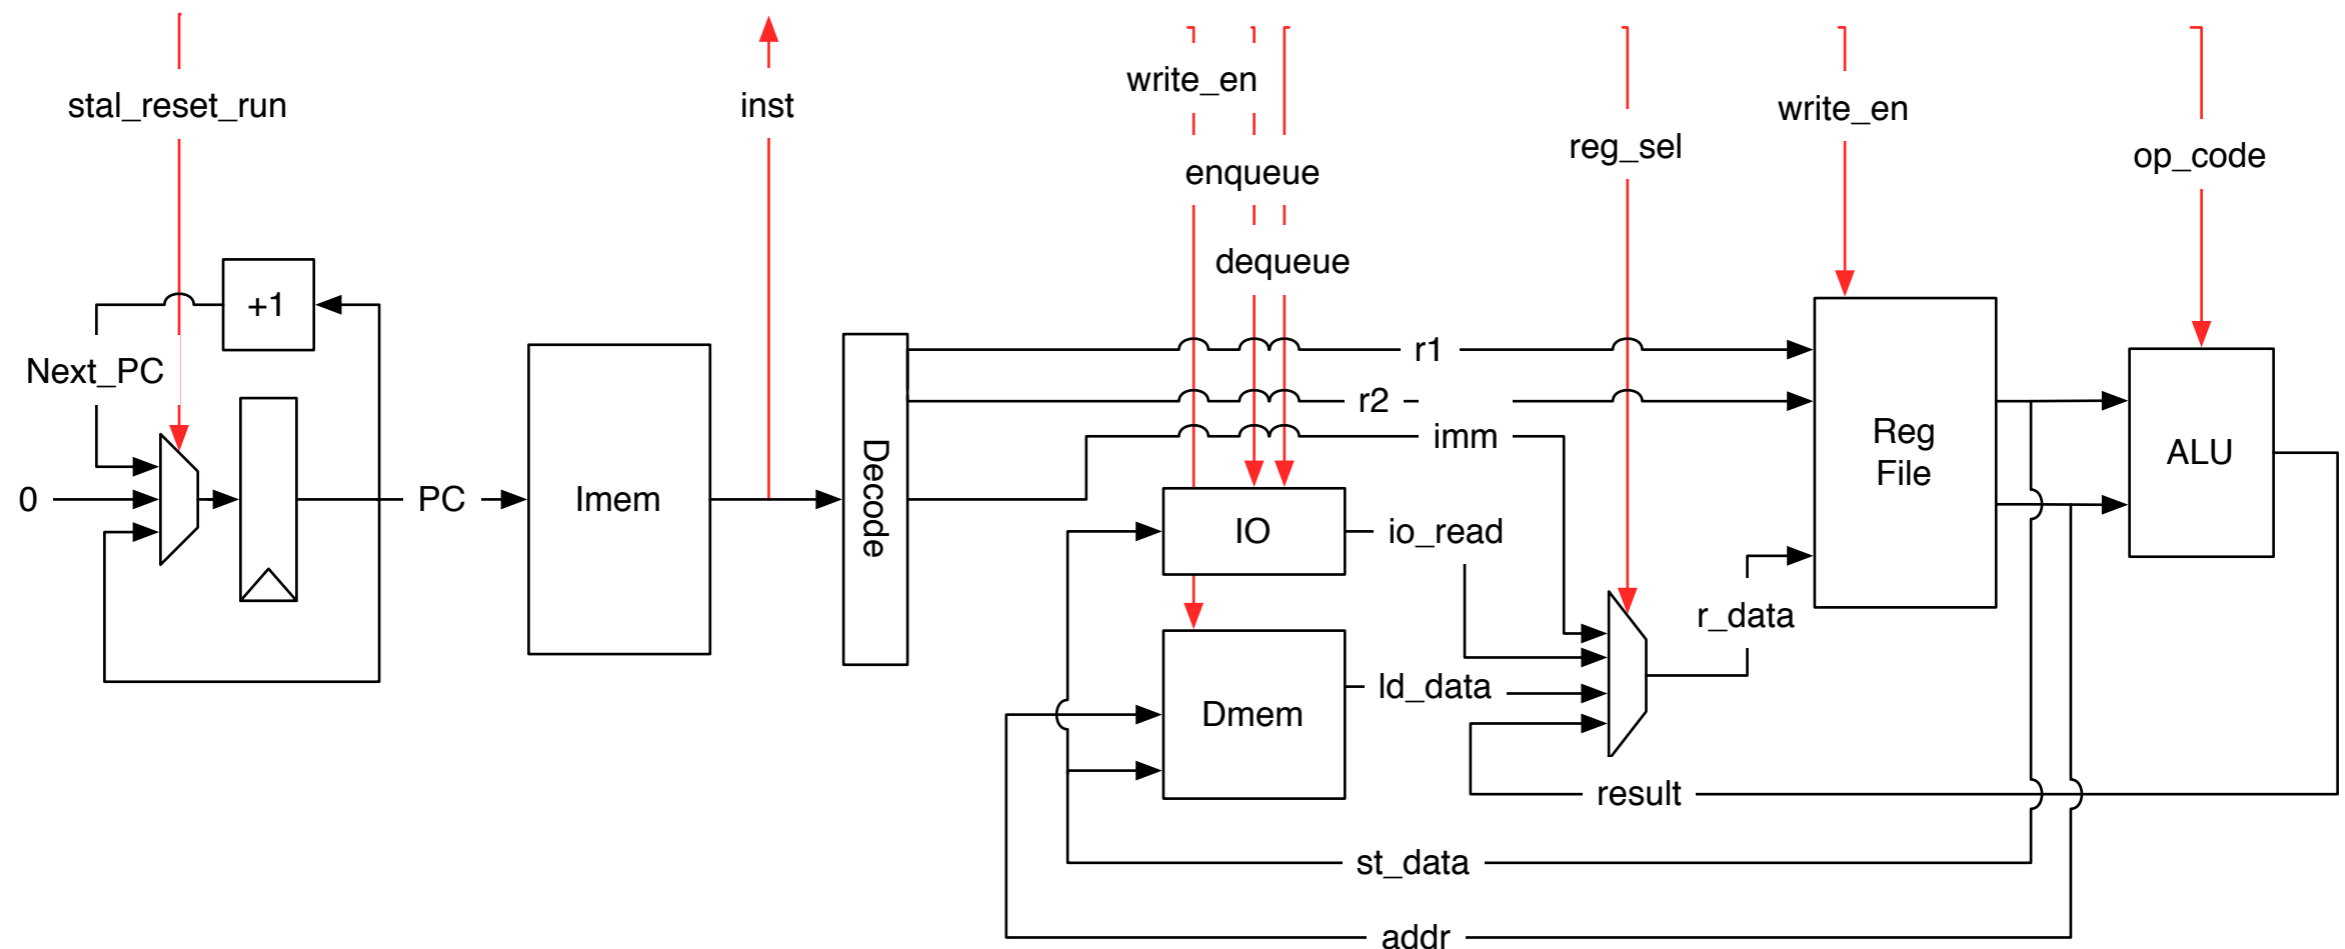 stal_reset_run
inst
write_en
enqueue
dequeue
reg_sel
write_en
op_code
+1
Next_PC
0
PC
Imem
Decode
r1
r2
imm
IO
io_read
Dmem
ld_data
r_data
Reg
File
ALU
result
st_data
addr